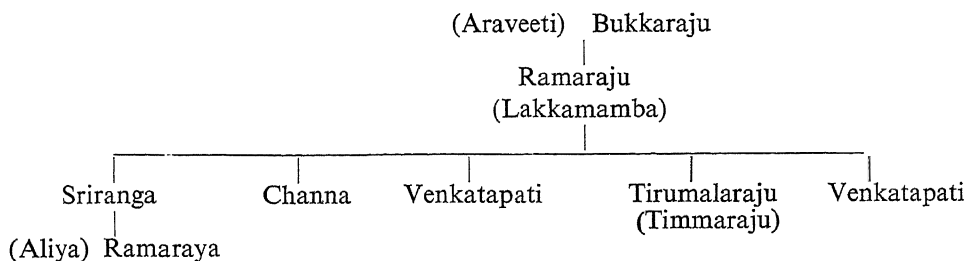 (Araveeti) Bukkaraju
Ramaraju
(Lakkamamba)
Sriranga Channa Venkatapati Tirumalaraju Venkatapati
(Timmaraju)
(Aliya) Ramaraya